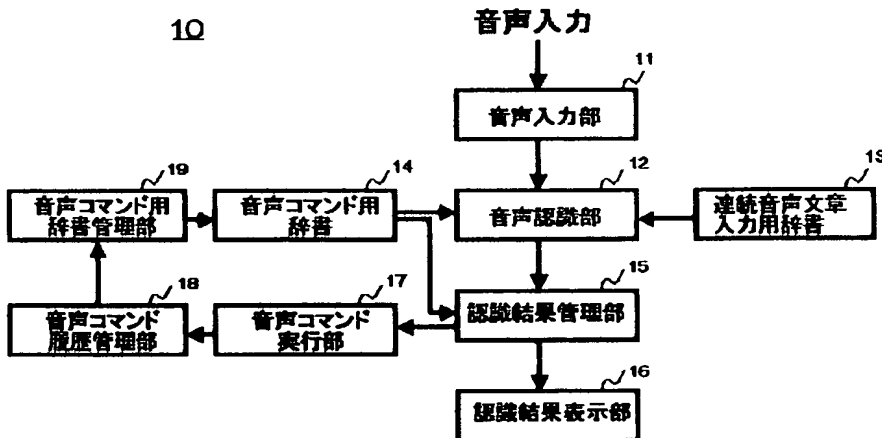 10
音声入力
11
音声入力部
19
14
12
13
音声コマンド用
辞書管理部
音声コマンド用
辞書
音声認識部
連続音声文章
入力用辞書
18
17
15
音声コマンド
履歴管理部
音声コマンド
実行部
認識結果管理部
16
認識結果表示部